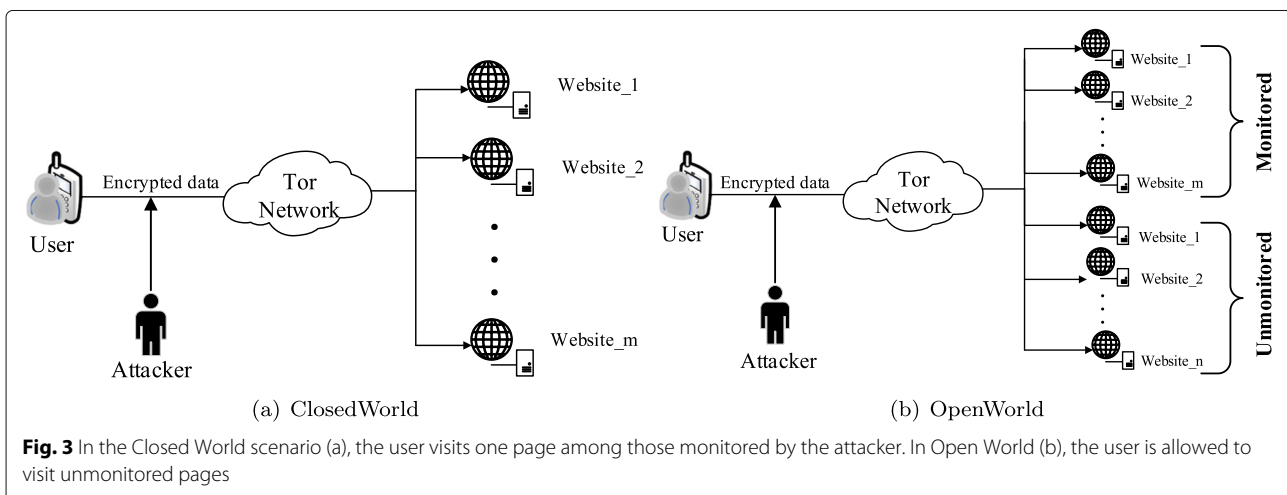 Website_1
Website_2
Website_m
Encrypted data
Tor
Network
User
Attacker
(a) ClosedWorld
Website_1
Website_2
Website_m
Monitored
Website_1
Website_2
Website_n
Unmonitored
Encrypted data
Tor
Network
User
Attacker
(b) OpenWorld
Fig. 3 In the Closed World scenario (a), the user visits one page among those monitored by the attacker. In Open World (b), the user is allowed to
visit unmonitored pages